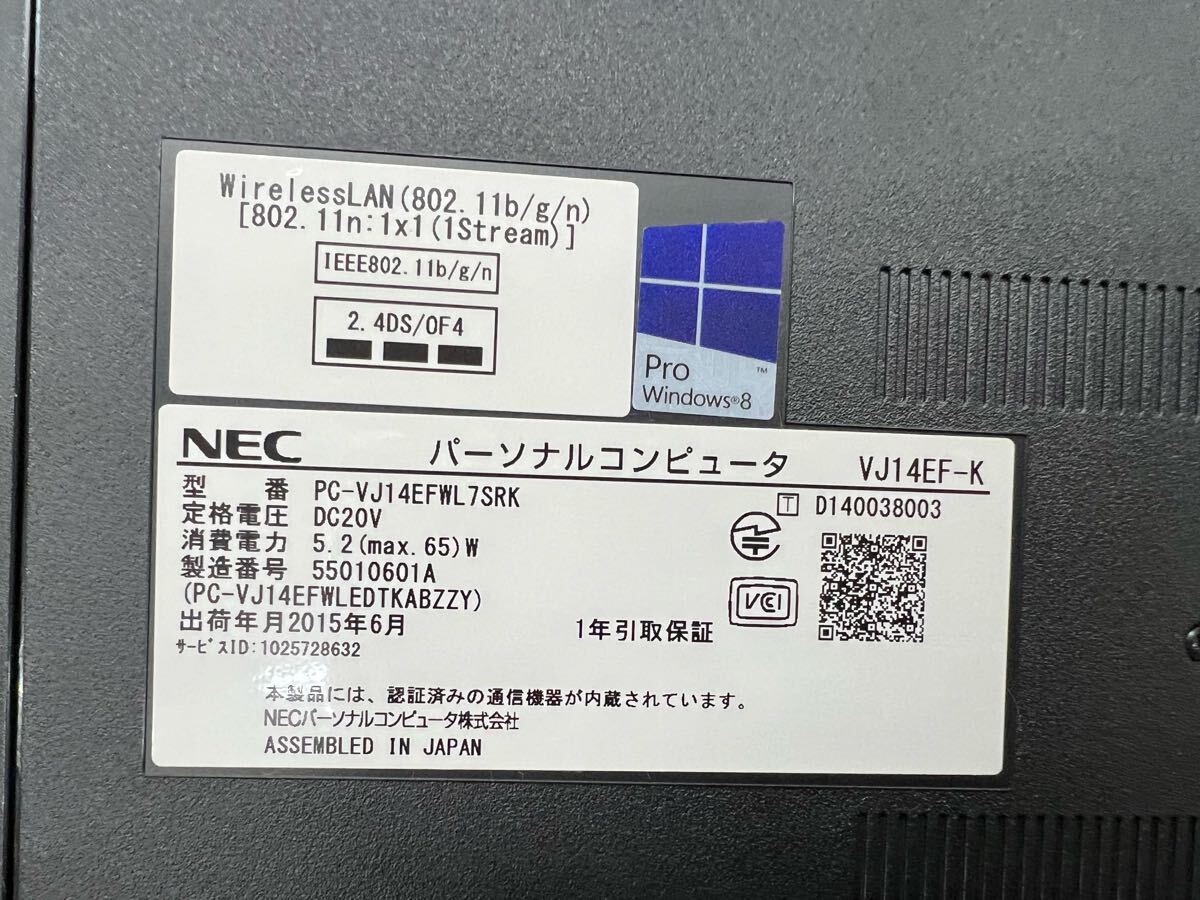 WirelessLAN(802.11b/g/n)
[802.11n:1x1(1Stream)]
IEEE802.11b/g/n
2.4DS/OF4
Pro
TM
Windows®8
NEC パーソナルコンピュータ VJ14EF-K
型 番 PC-VJ14EFWL7SRK
T D140038003
定格電圧 DC20V
消費電力 5.2(max.65)W
製造番号 55010601A
(PC-VJ14EFWLEDTKABZZY)
VCI
出荷年月2015年6月
1年引取保証
サービスID:1025728632
本製品には、認証済みの通信機器が内蔵されています。
NECパーソナルコンピュータ株式会社
ASSEMBLED IN JAPAN